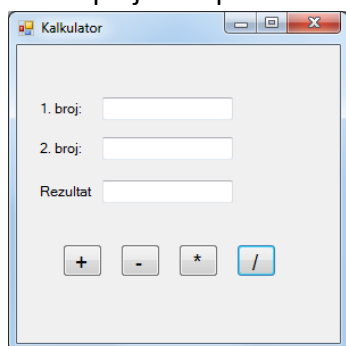 Kalkulator
1. broj:
2. broj:
Rezultat
+ - * /